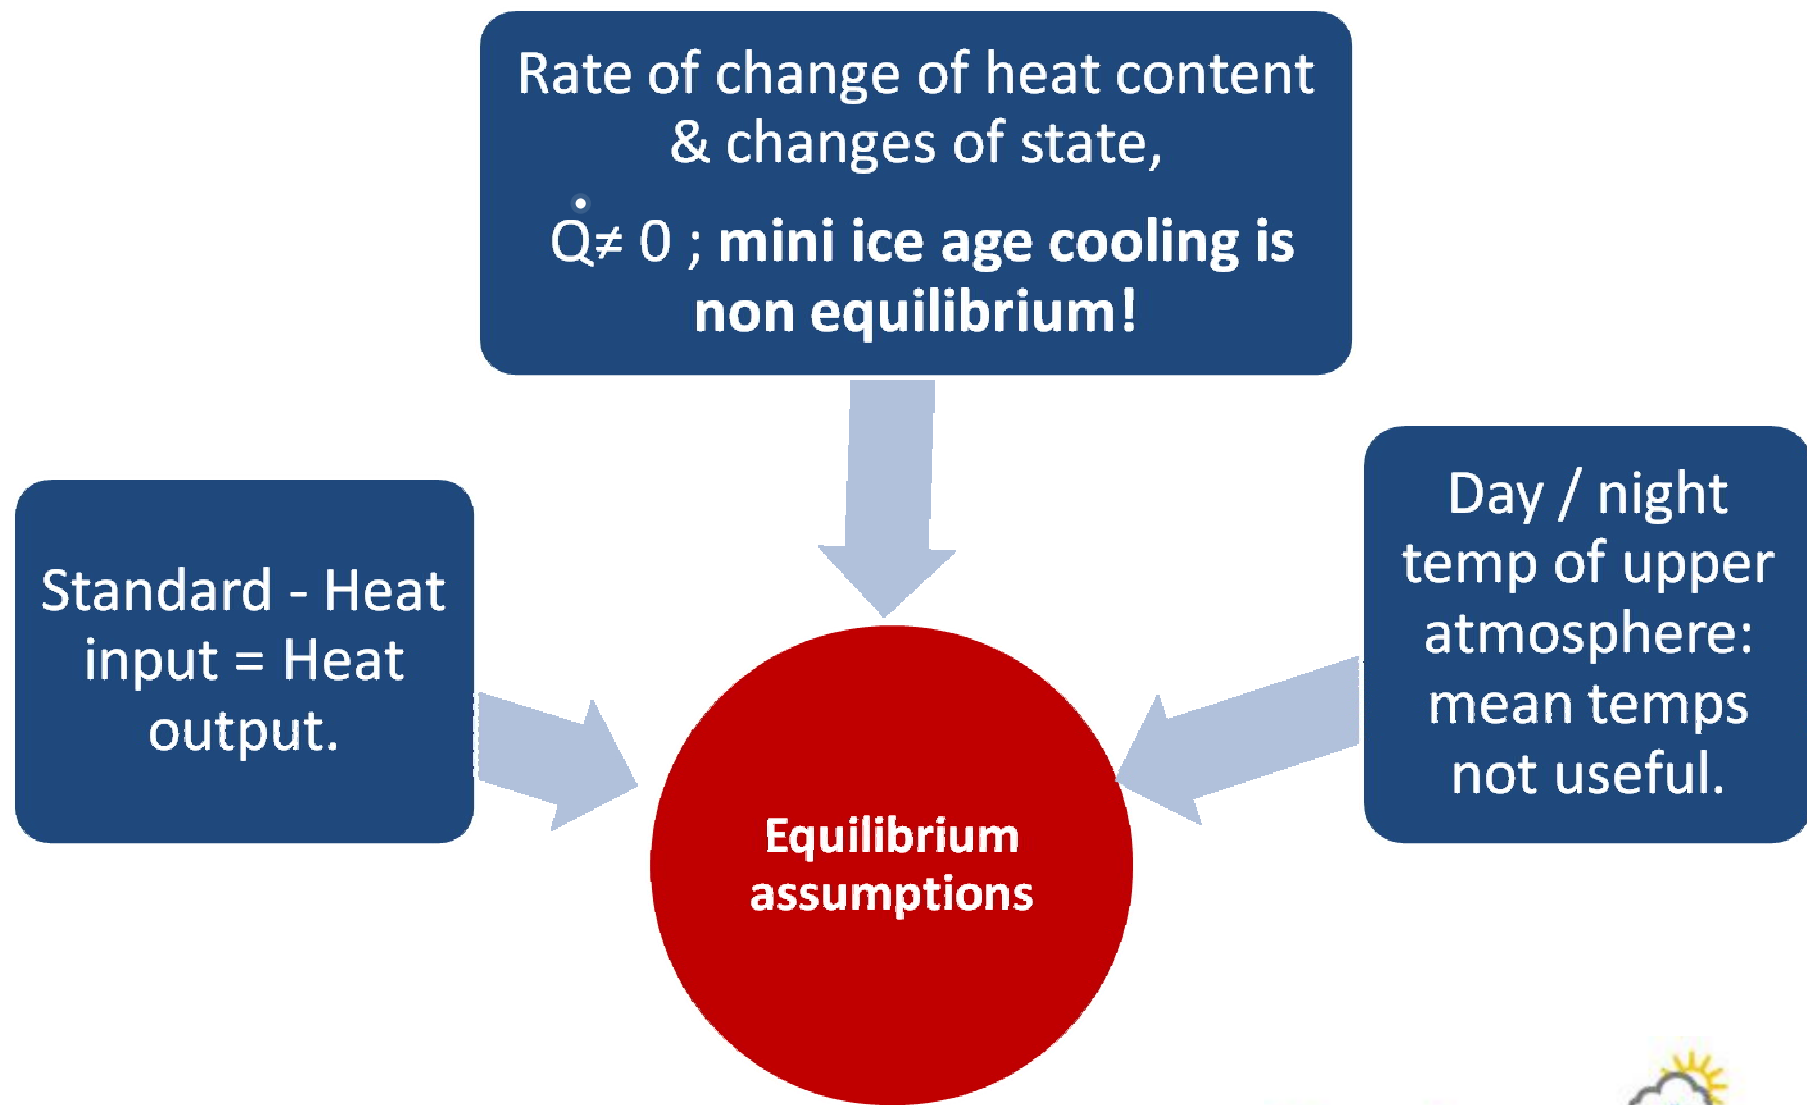 Rate of change of heat content
& changes of state,
Q̇≠ 0 ; mini ice age cooling is
non equilibrium!
Standard - Heat
input = Heat
output.
Day / night
temp of upper
atmosphere:
mean temps
not useful.
Equilibrium
assumptions